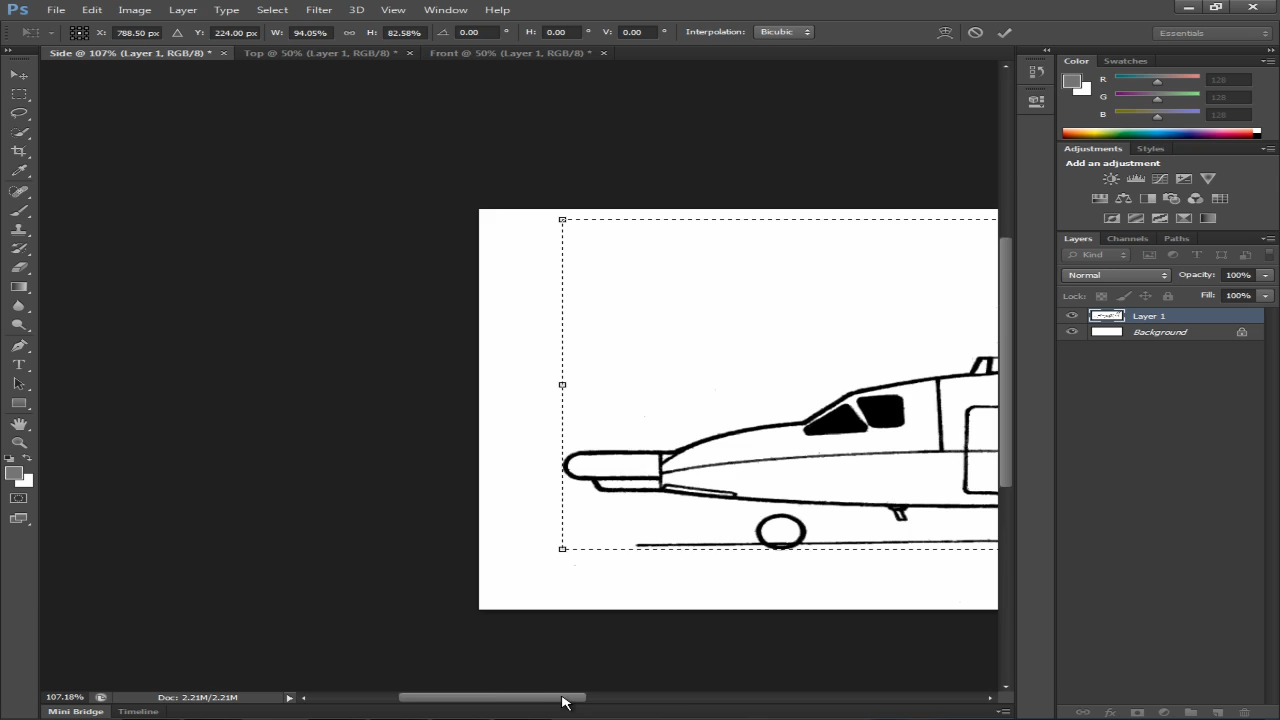 Ps File Edit Image Layer Type Select Filter 3D View Window Help
X: 788.50 px Y: 224.00 px W: 94.05% H: 82.58% 0.00 ° H: 0.00 ° V: 0.00 ° Interpolation: Bicubic Essentials
Side @ 107% (Layer 1, RGB/8) * × Top @ 50% (Layer 1, RGB/8) * × Front @ 50% (Layer 1, RGB/8) * ×
Color Swatches
R 128
G 128
B 128
Adjustments Styles
Add an adjustment
Layers Channels Paths
Kind
Normal Opacity: 100%
Lock: Fill: 100%
Layer 1
Background
107.18% Doc: 2.21M/2.21M
Mini Bridge Timeline